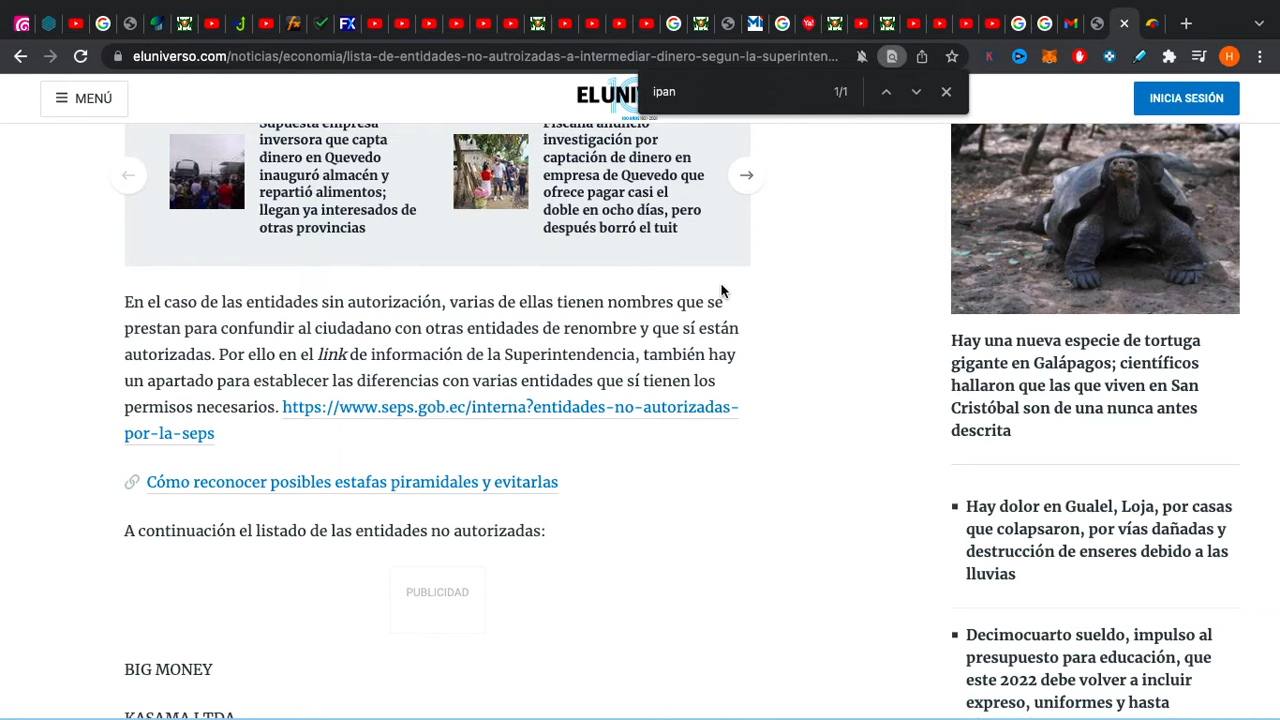 eluniverso.com/noticias/economia/lista-de-entidades-no-autroizadas-a-intermediar-dinero-segun-la-superinten...
ipan
1/1
MENÚ
EL UNIV
INICIA SESIÓN
Supuesta empresa
inversora que capta
dinero en Quevedo
inauguró almacén y
repartió alimentos;
llegan ya interesados de
otras provincias
Fiscalía anunció
investigación por
captación de dinero en
empresa de Quevedo que
ofrece pagar casi el
doble en ocho días, pero
después borró el tuit
En el caso de las entidades sin autorización, varias de ellas tienen nombres que se
prestan para confundir al ciudadano con otras entidades de renombre y que sí están
autorizadas. Por ello en el link de información de la Superintendencia, también hay
un apartado para establecer las diferencias con varias entidades que sí tienen los
permisos necesarios. https://www.seps.gob.ec/interna?entidades-no-autorizadas-
por-la-seps
Cómo reconocer posibles estafas piramidales y evitarlas
A continuación el listado de las entidades no autorizadas:
PUBLICIDAD
BIG MONEY
KASAMA LTDA
Hay una nueva especie de tortuga
gigante en Galápagos; científicos
hallaron que las que viven en San
Cristóbal son de una nunca antes
descrita
Hay dolor en Gualel, Loja, por casas
que colapsaron, por vías dañadas y
destrucción de enseres debido a las
lluvias
Decimocuarto sueldo, impulso al
presupuesto para educación, que
este 2022 debe volver a incluir
expreso, uniformes y hasta